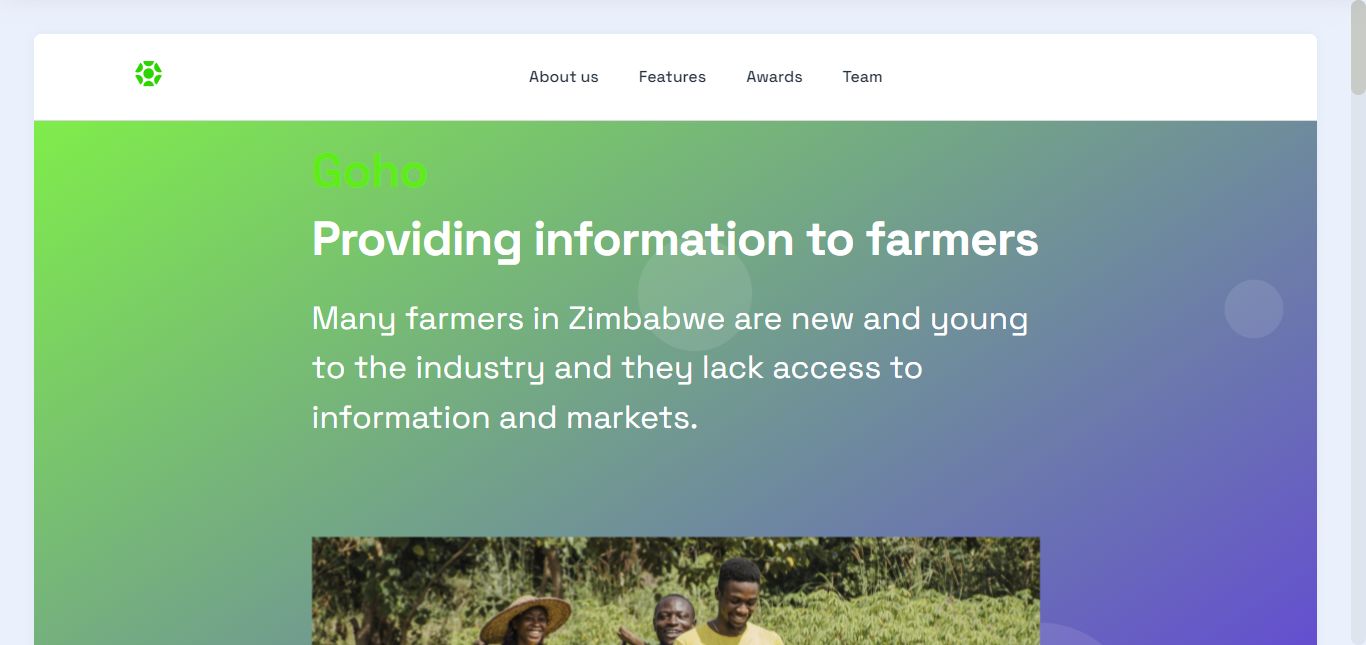 About us Features Awards Team
Goho
Providing information to farmers
Many farmers in Zimbabwe are new and young
to the industry and they lack access to
information and markets.